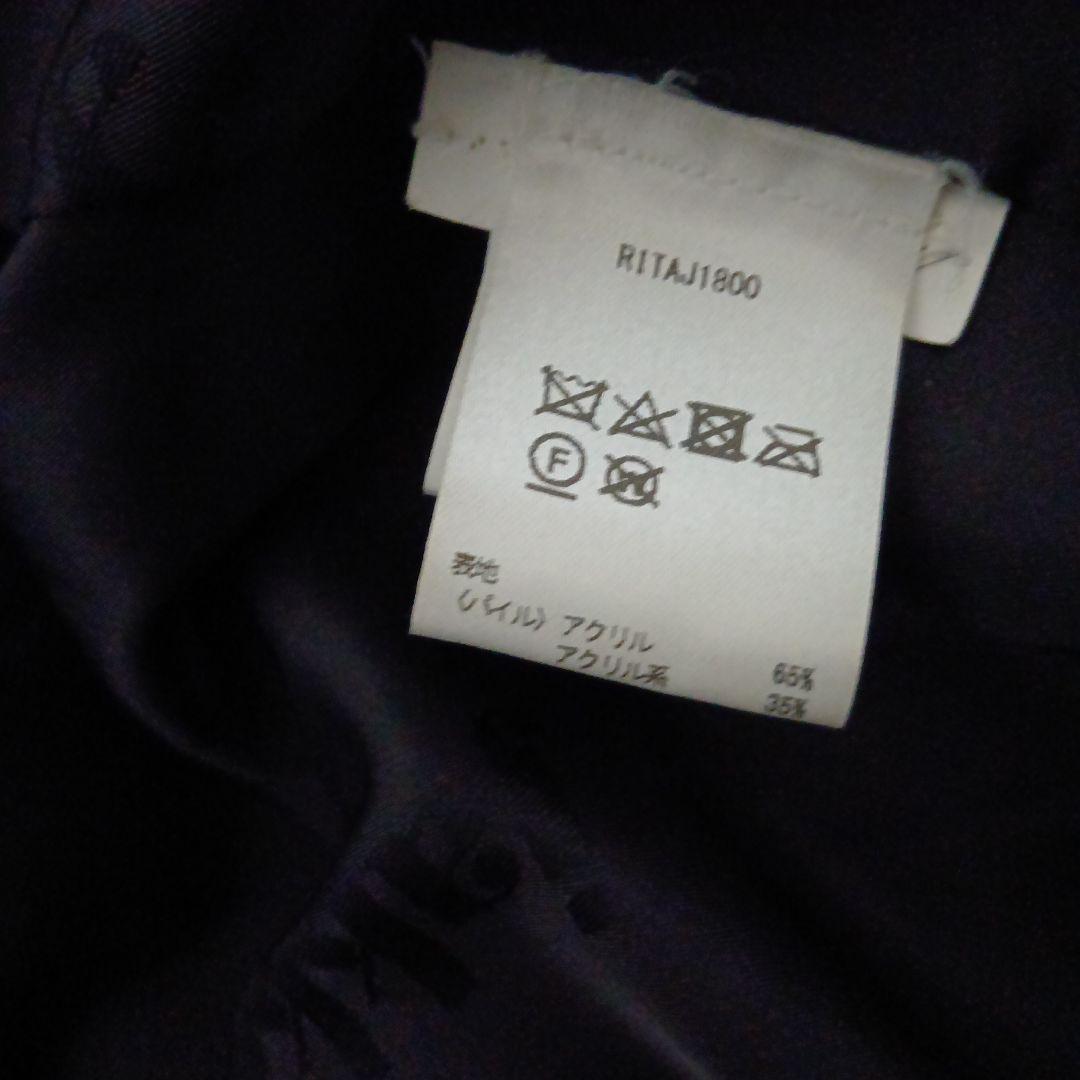 RITAJ1800
F
W
表地
〈パイル〉 アクリル 65%
アクリル系 35%